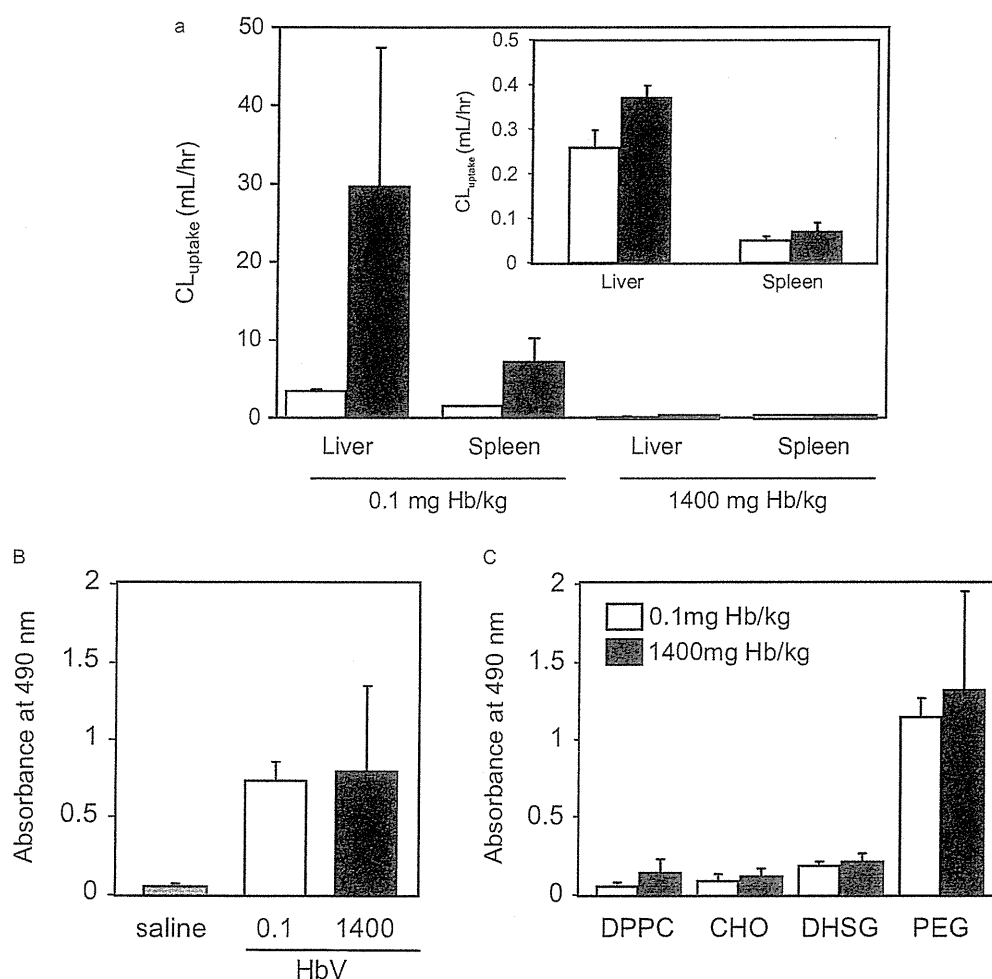 a
50
40
30
20
10
0
CLuptake (mL/hr)
0.5
0.4
0.3
0.2
0.1
0
CLuptake (mL/hr)
Liver Spleen
Liver Spleen Liver Spleen
0.1 mg Hb/kg 1400 mg Hb/kg
B
2
1.5
1
0.5
0
Absorbance at 490 nm
saline 0.1 1400
HbV
C
2
1.5
1
0.5
0
Absorbance at 490 nm
0.1mg Hb/kg
1400mg Hb/kg
DPPC CHO DHSG PEG